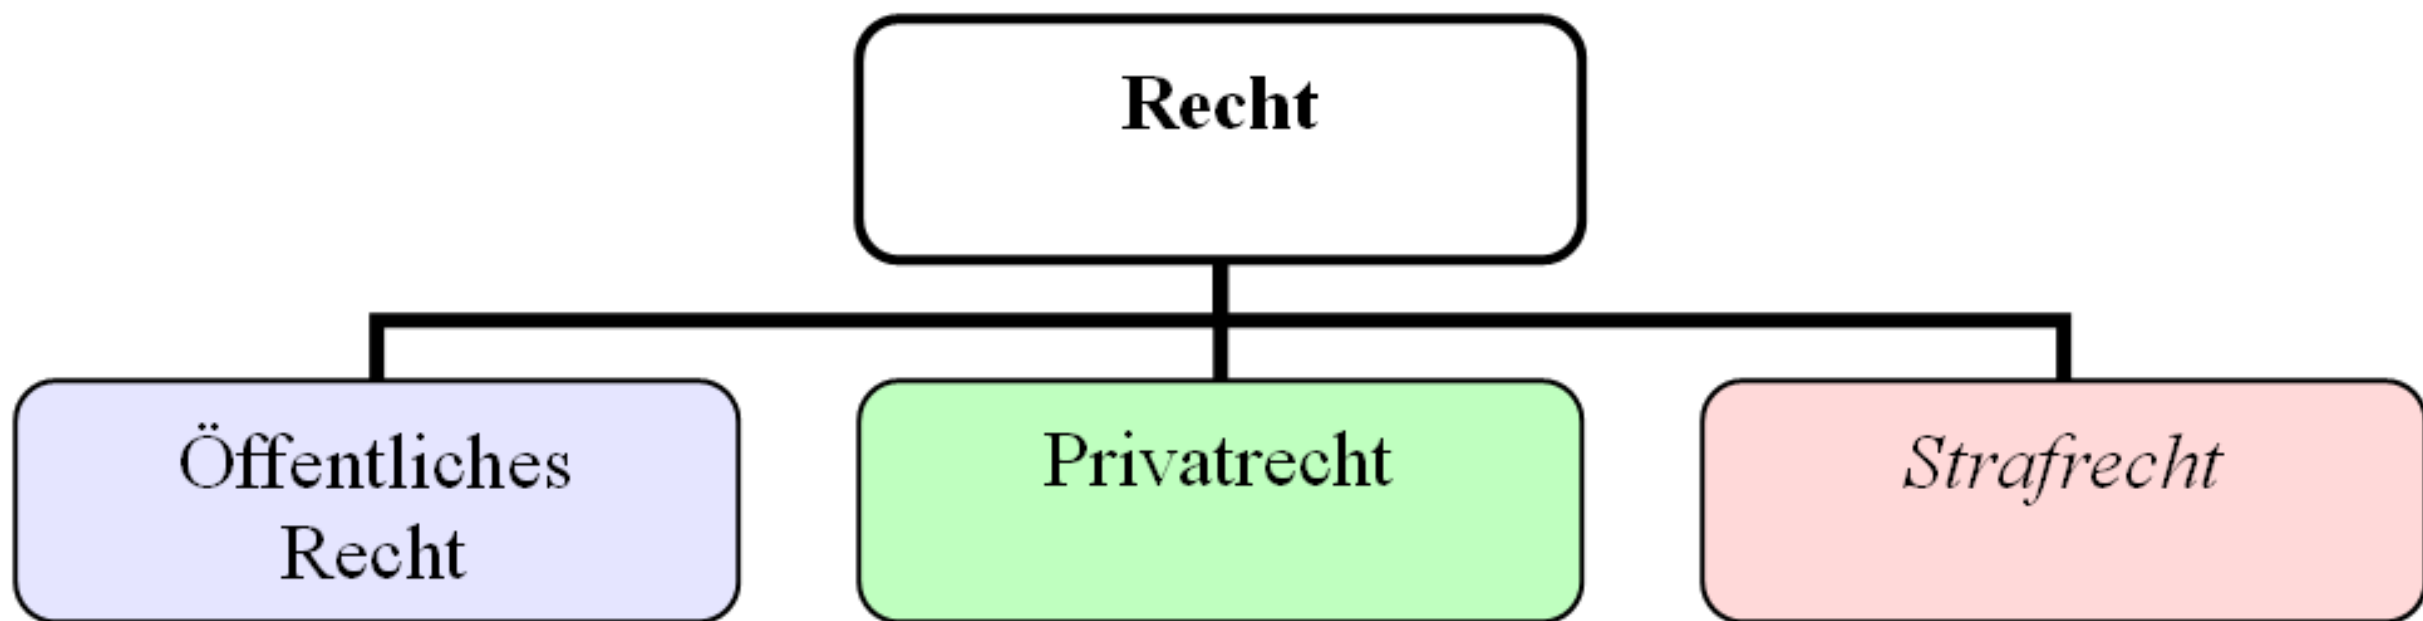 Recht
Öffentliches
Recht
Privatrecht
Strafrecht